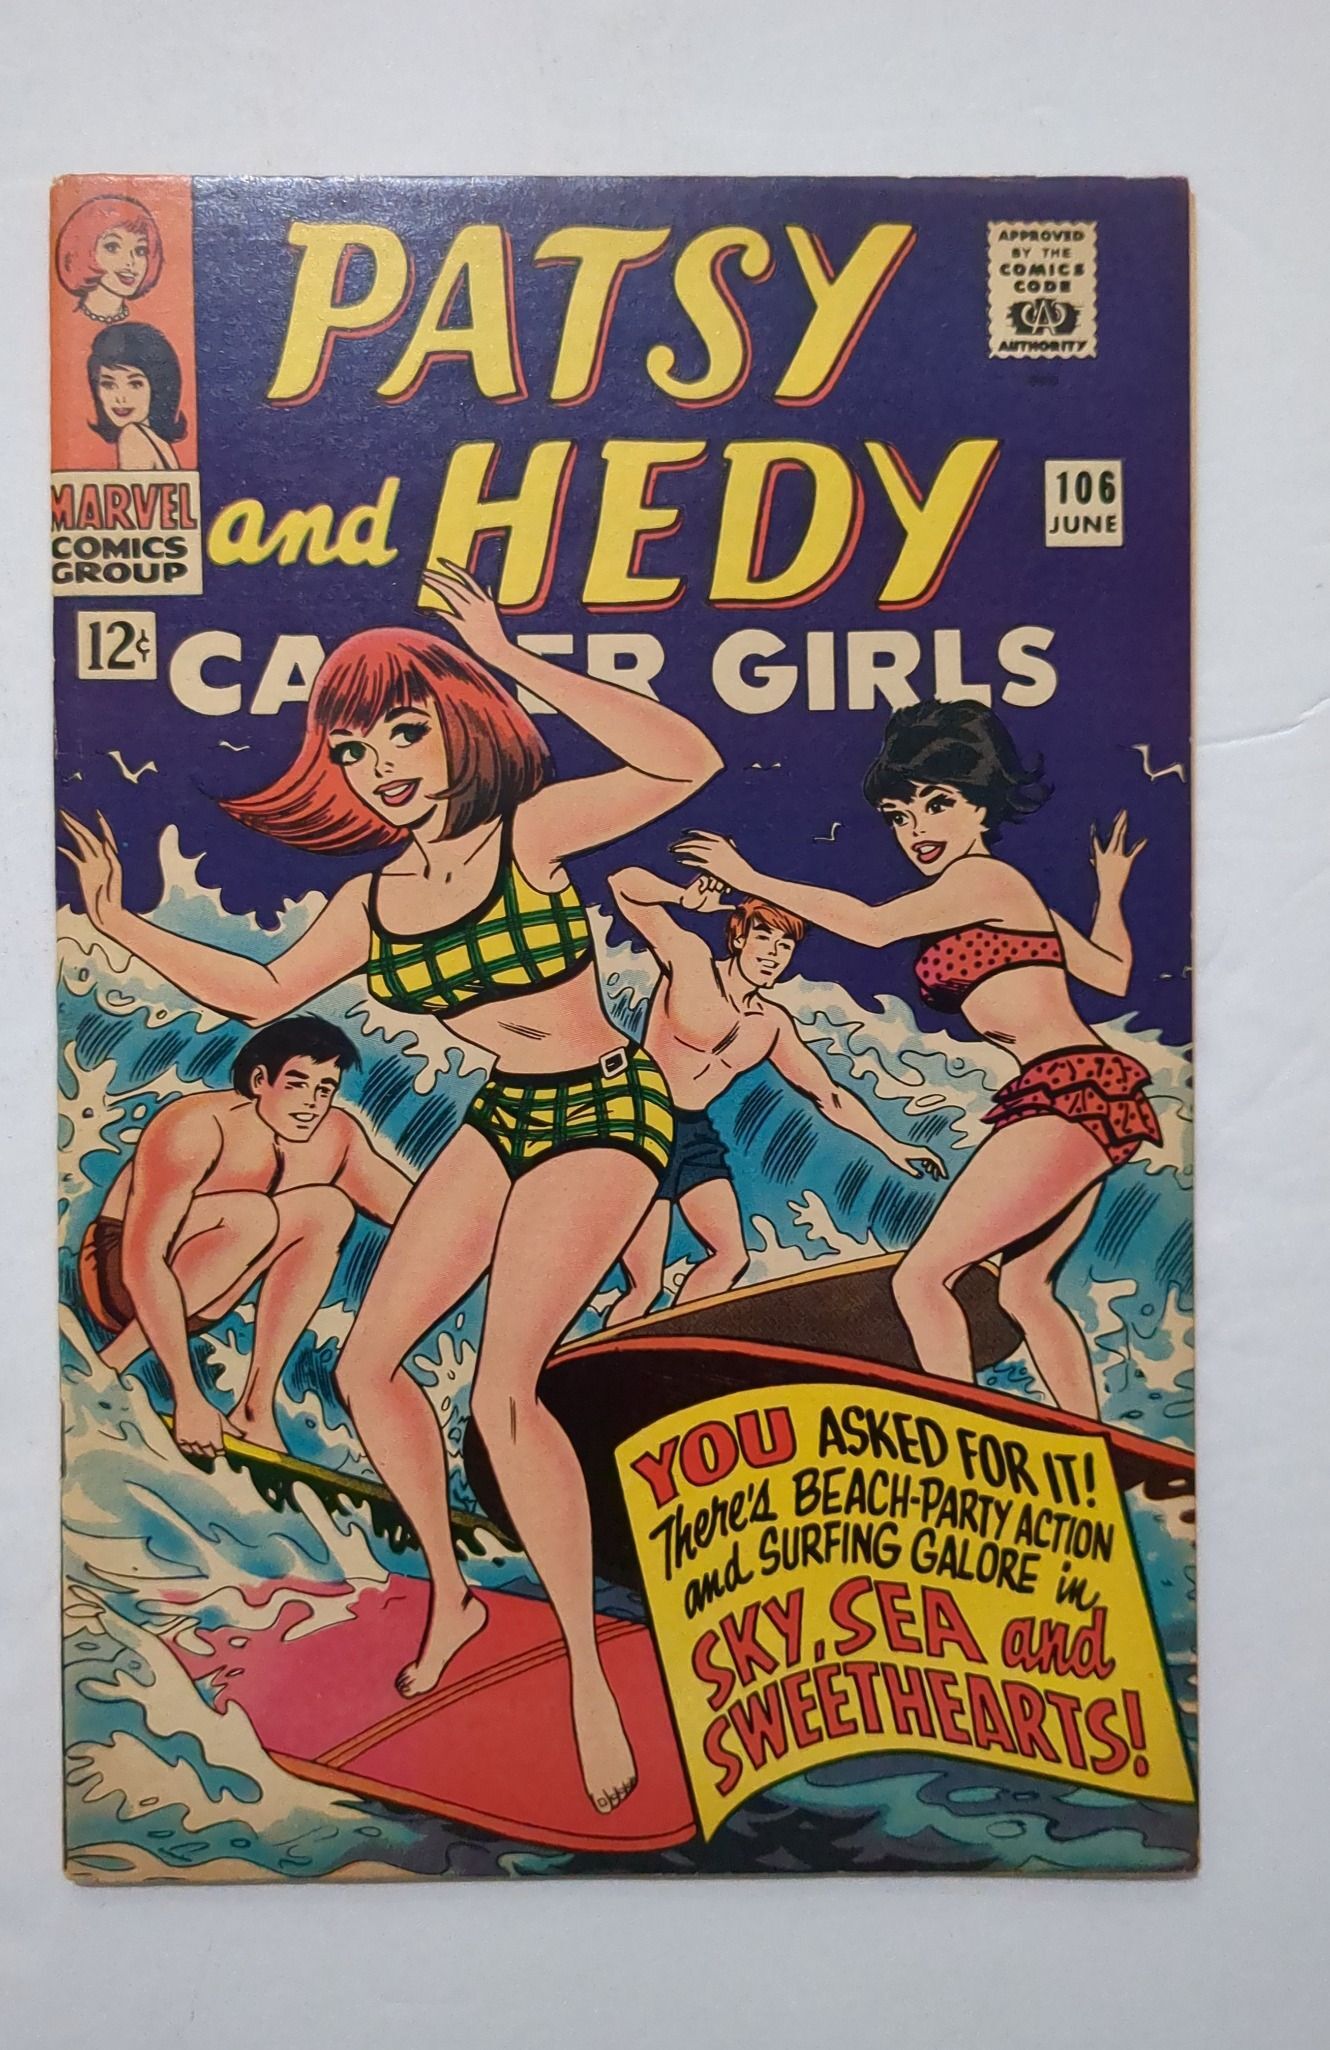 PATSY
and HEDY
CAREER GIRLS
APPROVED
BY THE
COMICS
CODE
CA
AUTHORITY
106
JUNE
MARVEL
COMICS
GROUP
12¢
YOU ASKED FOR IT!
There's BEACH-PARTY ACTION
and SURFING GALORE in
SKY, SEA and
SWEETHEARTS!